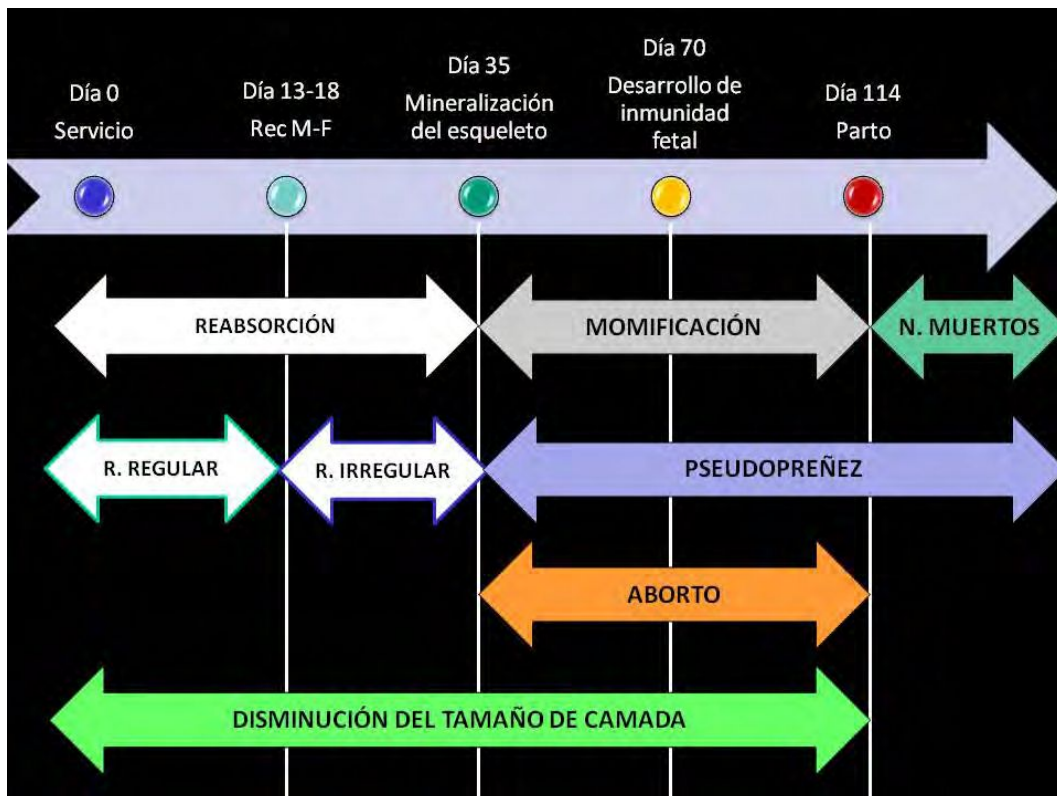 Día 0
Servicio
Día 13-18
Rec M-F
Día 35
Mineralización
del esqueleto
Día 70
Desarrollo de
inmunidad
fetal
Día 114
Parto
REABSORCIÓN
MOMIFICACIÓN
N. MUERTOS
R. REGULAR
R. IRREGULAR
PSEUDOPREÑEZ
ABORTO
DISMINUCIÓN DEL TAMAÑO DE CAMADA